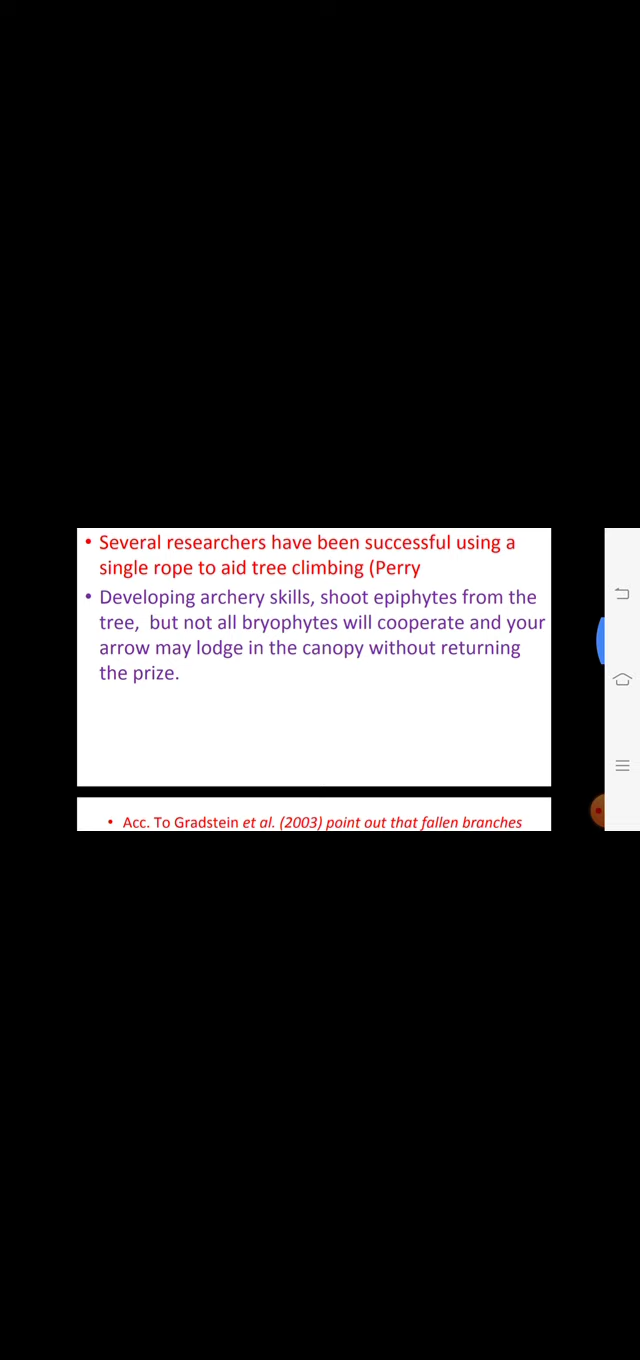 • Several researchers have been successful using a
single rope to aid tree climbing (Perry
• Developing archery skills, shoot epiphytes from the
tree,  but not all bryophytes will cooperate and your
arrow may lodge in the canopy without returning
the prize.
• Acc. To Gradstein et al. (2003) point out that fallen branches